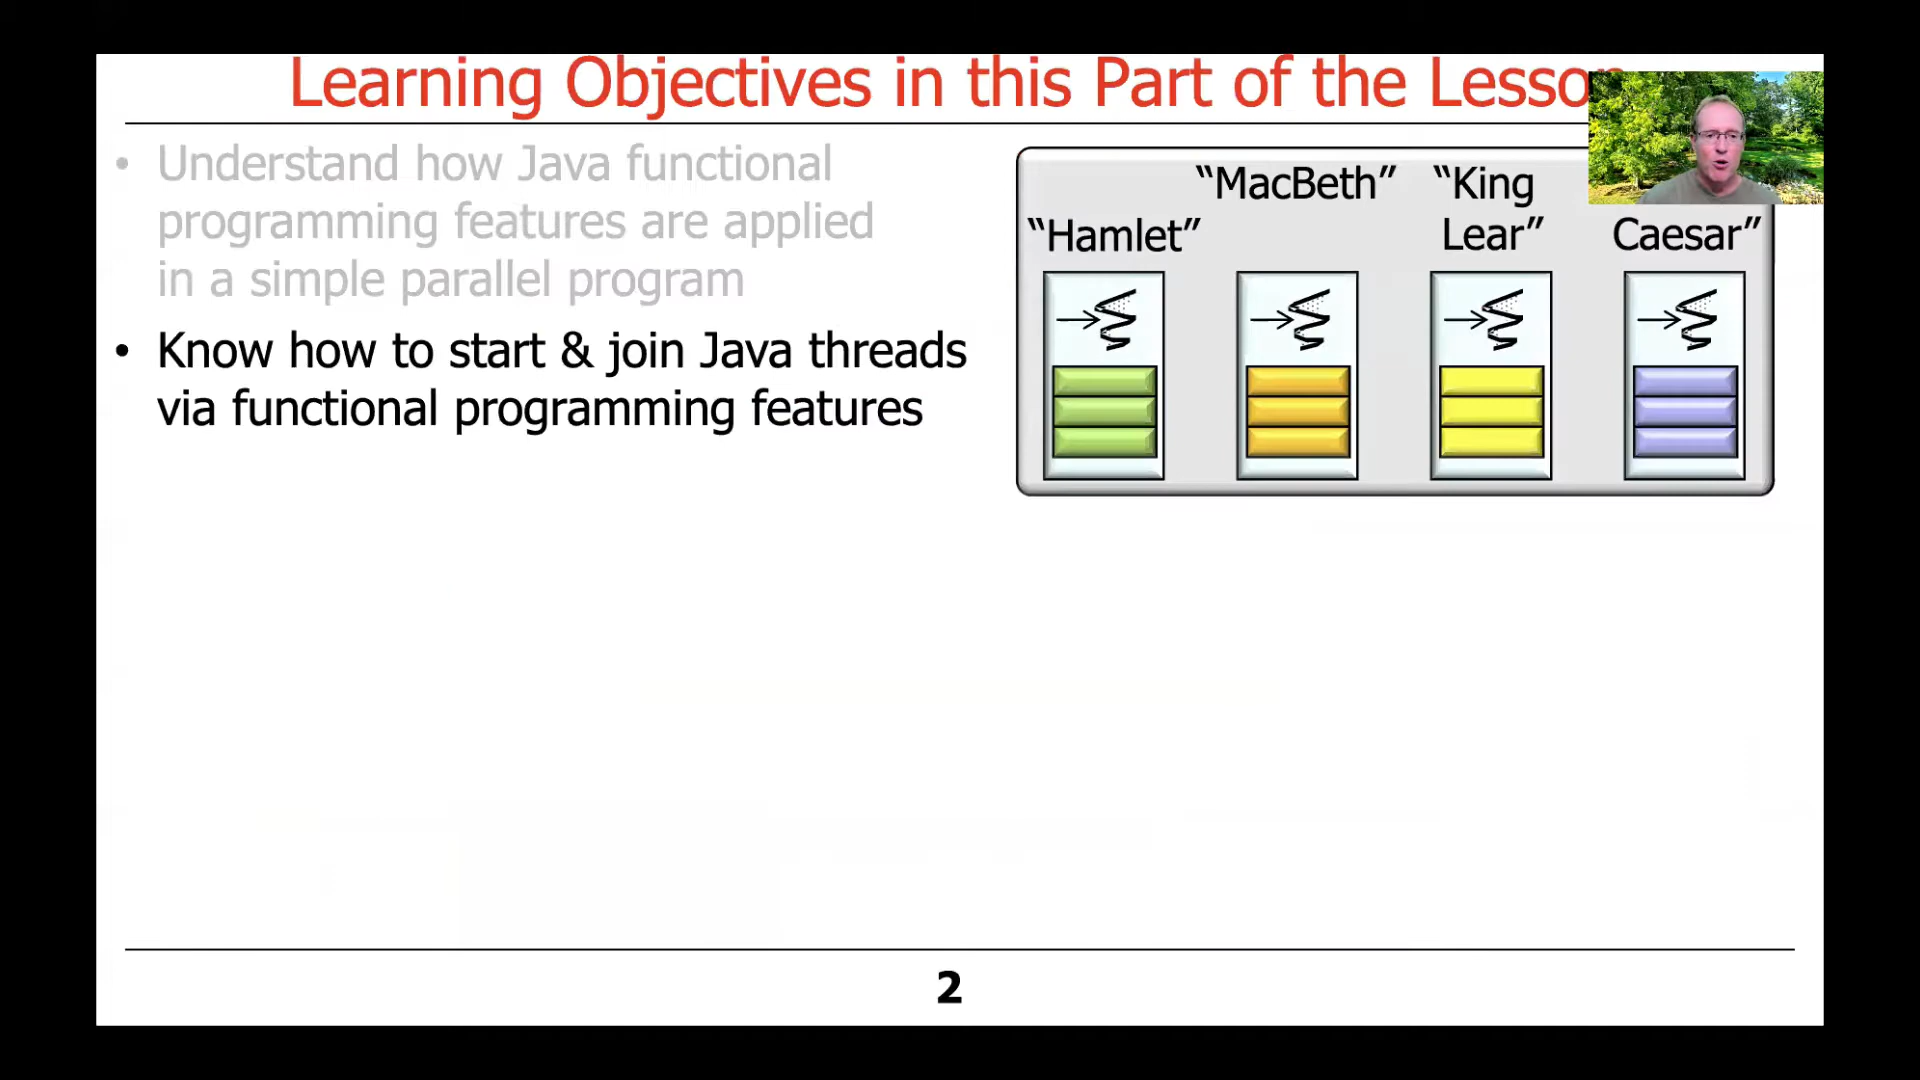 Learning Objectives in this Part of the Lesso
• Understand how Java functional
programming features are applied
in a simple parallel program
• Know how to start & join Java threads
via functional programming features
“Hamlet”
“MacBeth”
“King
Lear”
Caesar”
2